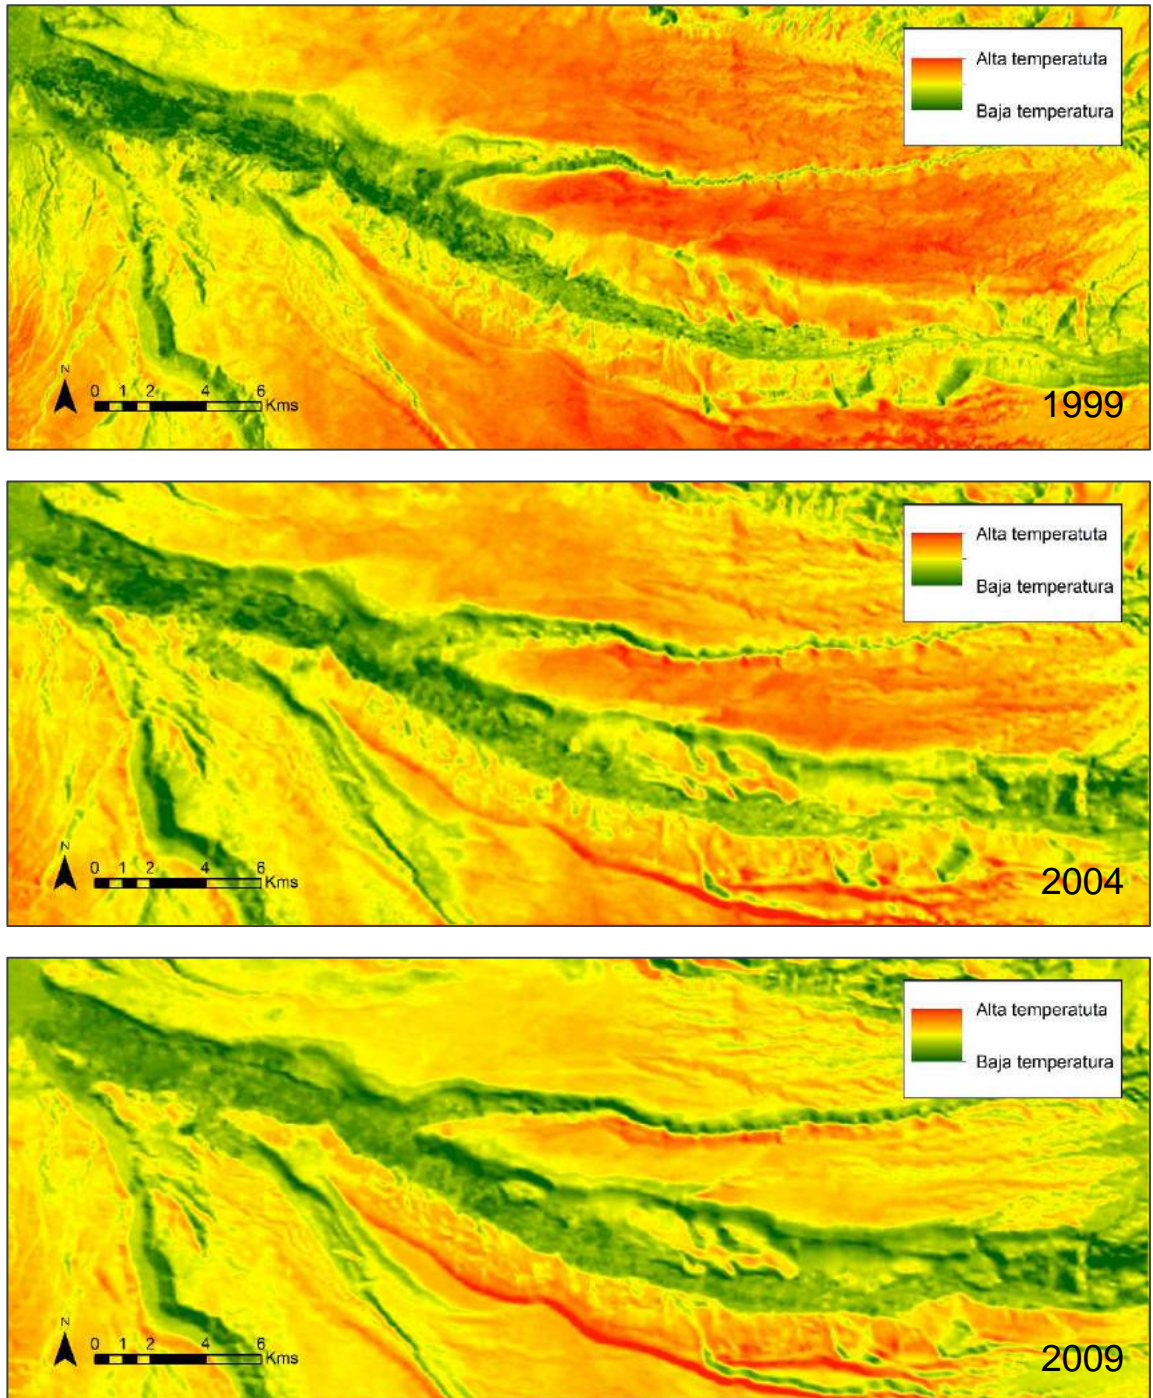 Alta temperatuta
Baja temperatura
N
0 1 2 4 6
Kms
1999
Alta temperatuta
Baja temperatura
N
0 1 2 4 6
Kms
2004
Alta temperatuta
Baja temperatura
N
0 1 2 4 6
Kms
2009